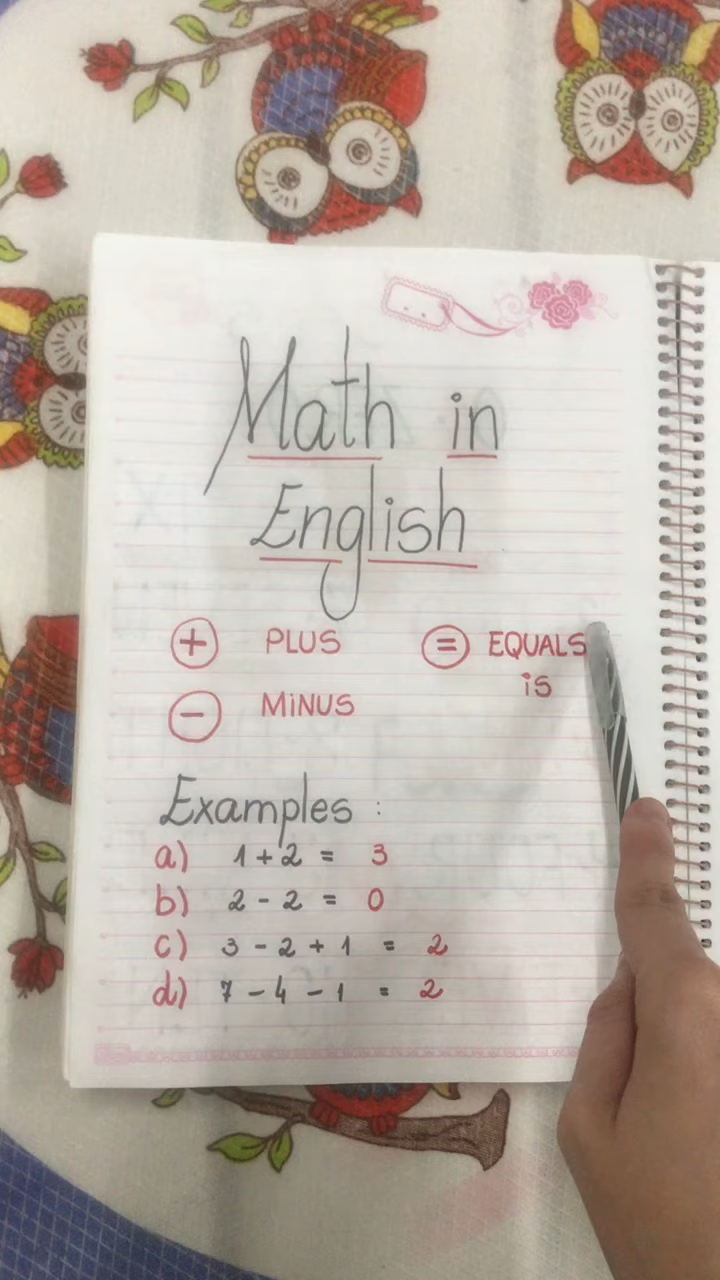 Math in
English
+ PLUS = EQUALS
is
- MiNUS
Examples :
a) 1 + 2 = 3
b) 2 - 2 = 0
c) 3 - 2 + 1 = 2
d) 7 - 4 - 1 = 2